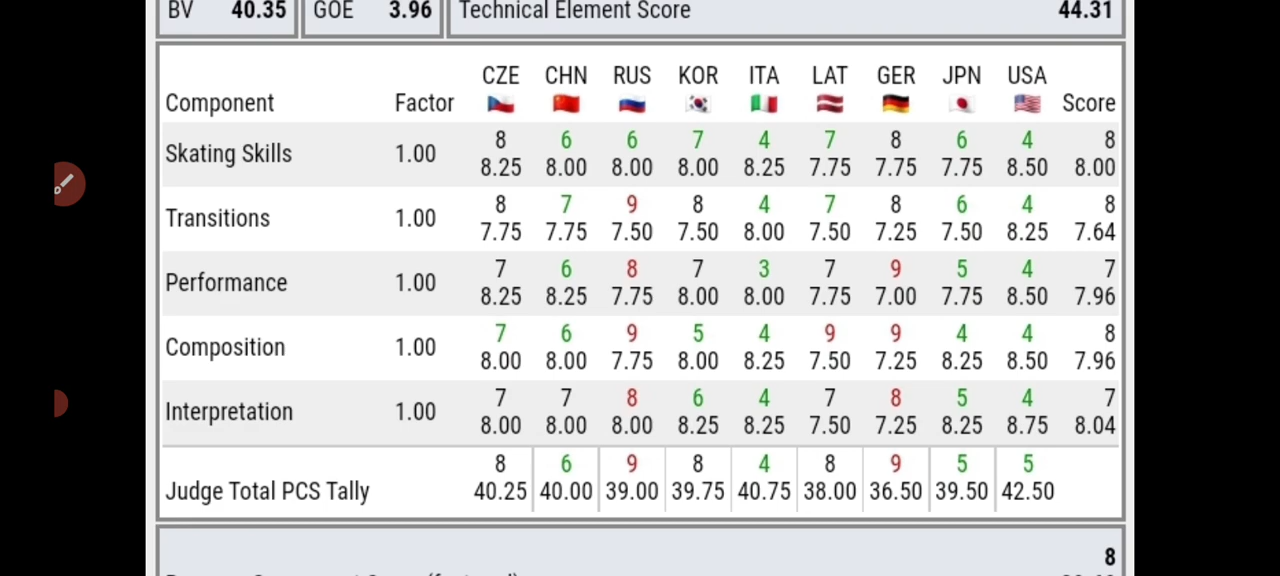 BV 40.35 GOE 3.96 Technical Element Score 44.31
CZE CHN RUS KOR ITA LAT GER JPN USA
Component Factor Score
8 6 6 7 4 7 8 6 4 8
Skating Skills 1.00
8.25 8.00 8.00 8.00 8.25 7.75 7.75 7.75 8.50 8.00
8 7 9 8 4 7 8 6 4 8
Transitions 1.00
7.75 7.75 7.50 7.50 8.00 7.50 7.25 7.50 8.25 7.64
7 6 8 7 3 7 9 5 4 7
Performance 1.00
8.25 8.25 7.75 8.00 8.00 7.75 7.00 7.75 8.50 7.96
7 6 9 5 4 9 9 4 4 8
Composition 1.00
8.00 8.00 7.75 8.00 8.25 7.50 7.25 8.25 8.50 7.96
7 7 8 6 4 7 8 5 4 7
Interpretation 1.00
8.00 8.00 8.00 8.25 8.25 7.50 7.25 8.25 8.75 8.04
8 6 9 8 4 8 9 5 5
Judge Total PCS Tally 40.25 40.00 39.00 39.75 40.75 38.00 36.50 39.50 42.50
8